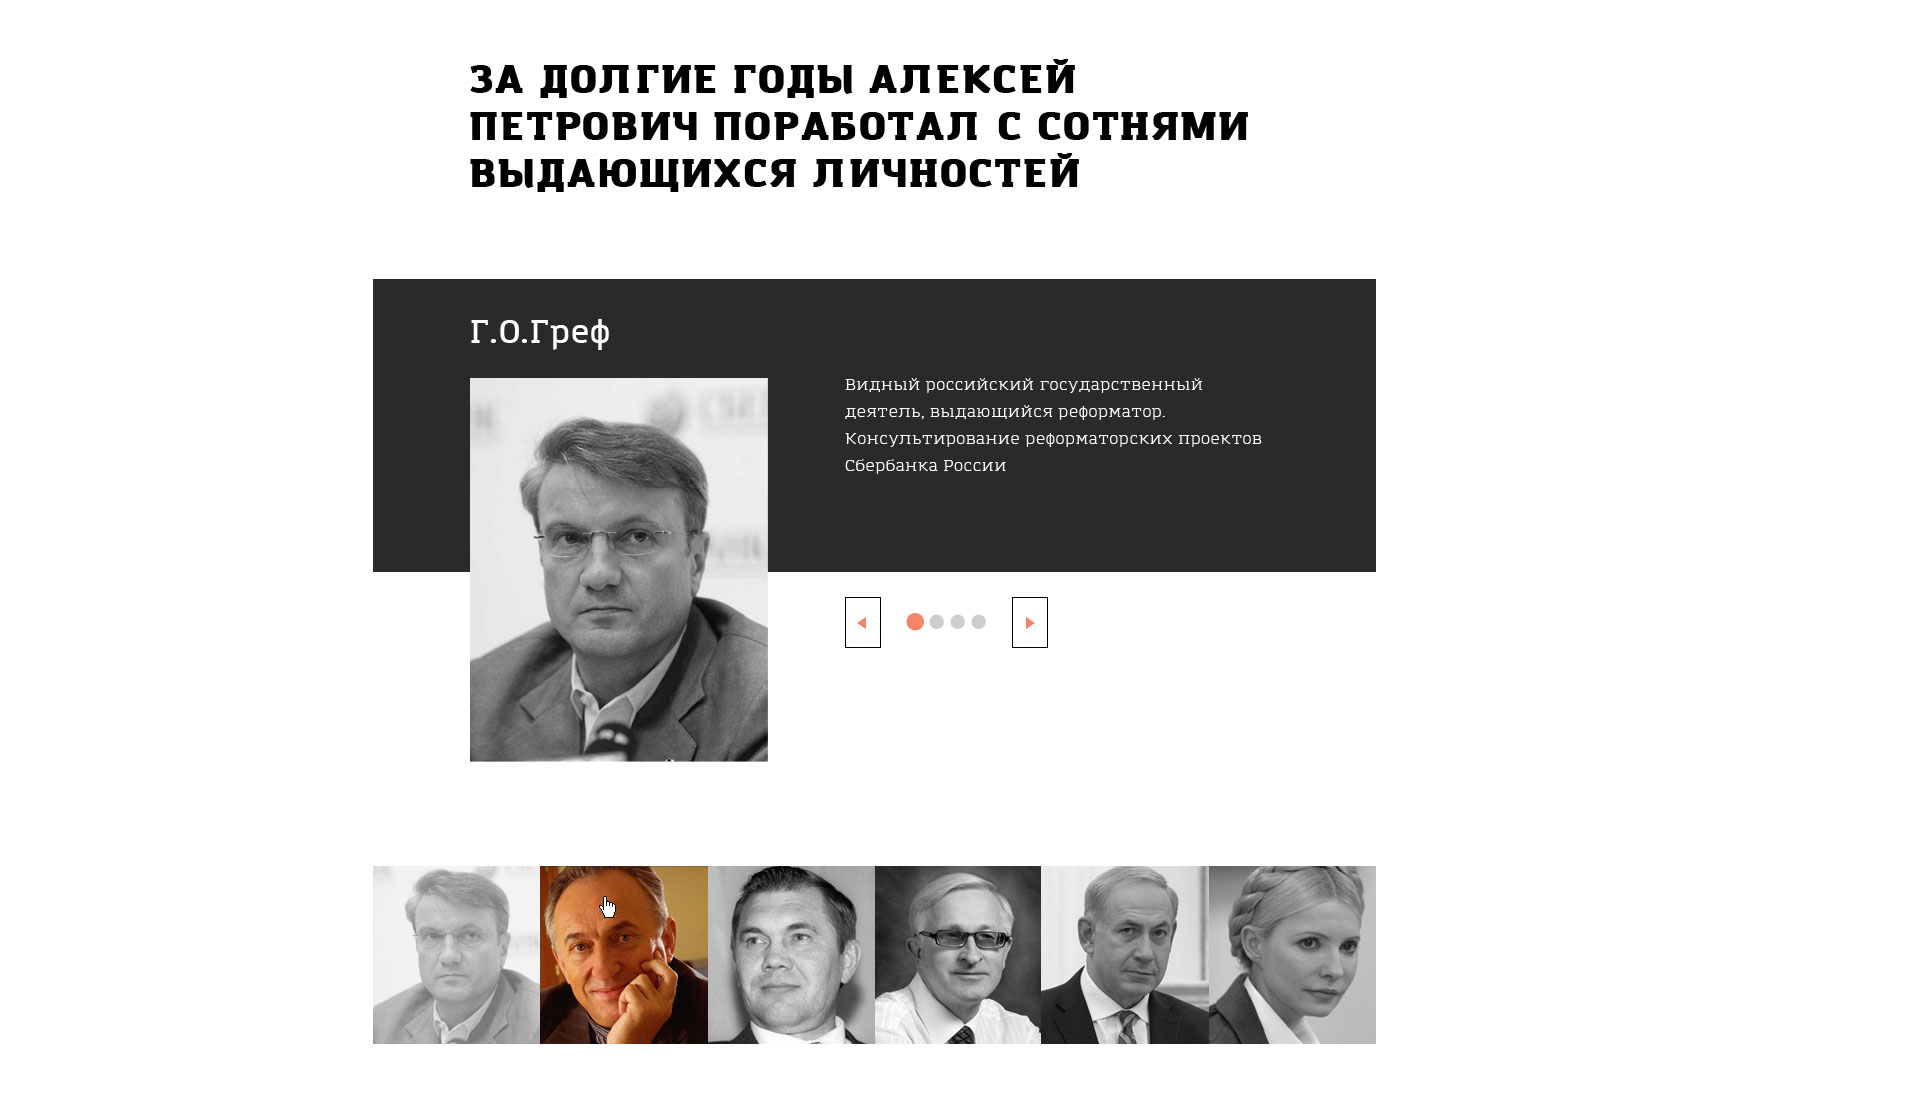 ЗА ДОЛГИЕ ГОДЫ АЛЕКСЕЙ
ПЕТРОВИЧ ПОРАБОТАЛ С СОТНЯМИ
ВЫДАЮЩИХСЯ ЛИЧНОСТЕЙ
Г.О.Греф
Видный российский государственный
деятель, выдающийся реформатор.
Консультирование реформаторских проектов
Сбербанка России